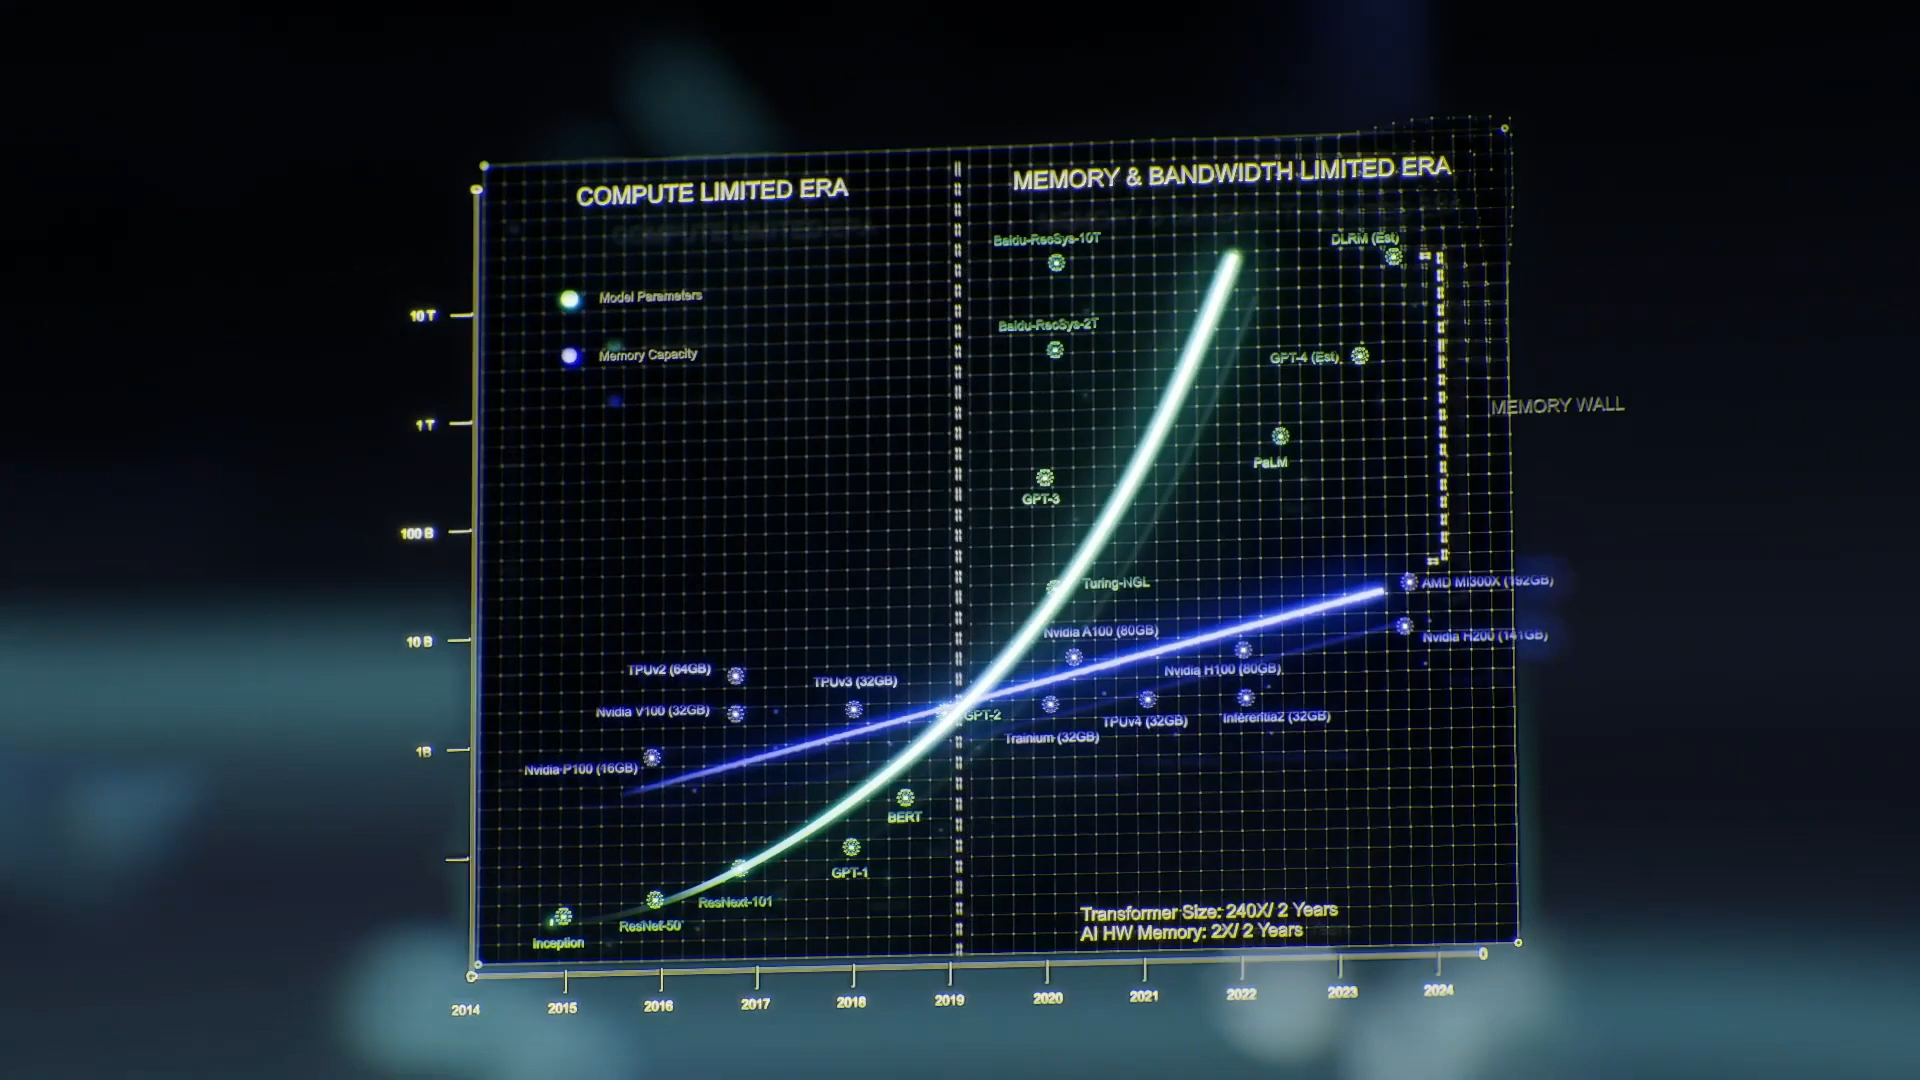 COMPUTE LIMITED ERA
MEMORY & BANDWIDTH LIMITED ERA
Model Parameters
Memory Capacity
Baidu-RecSys-10T
DLRM (Est)
Baidu-RecSys-2T
GPT-4 (Est)
MEMORY WALL
PaLM
GPT-3
Turing-NGL
AMD MI300X (192GB)
Nvidia A100 (80GB)
Nvidia H200 (141GB)
TPUv2 (64GB)
TPUv3 (32GB)
Nvidia H100 (80GB)
Nvidia V100 (32GB)
GPT-2
TPUv4 (32GB)
Inferentia2 (32GB)
Trainium (32GB)
Nvidia P100 (16GB)
BERT
GPT-1
ResNext-101
ResNet-50
Inception
Transformer Size: 240X/ 2 Years
AI HW Memory: 2X/ 2 Years
10 T
1 T
100 B
10 B
1B
2014 2015 2016 2017 2018 2019 2020 2021 2022 2023 2024